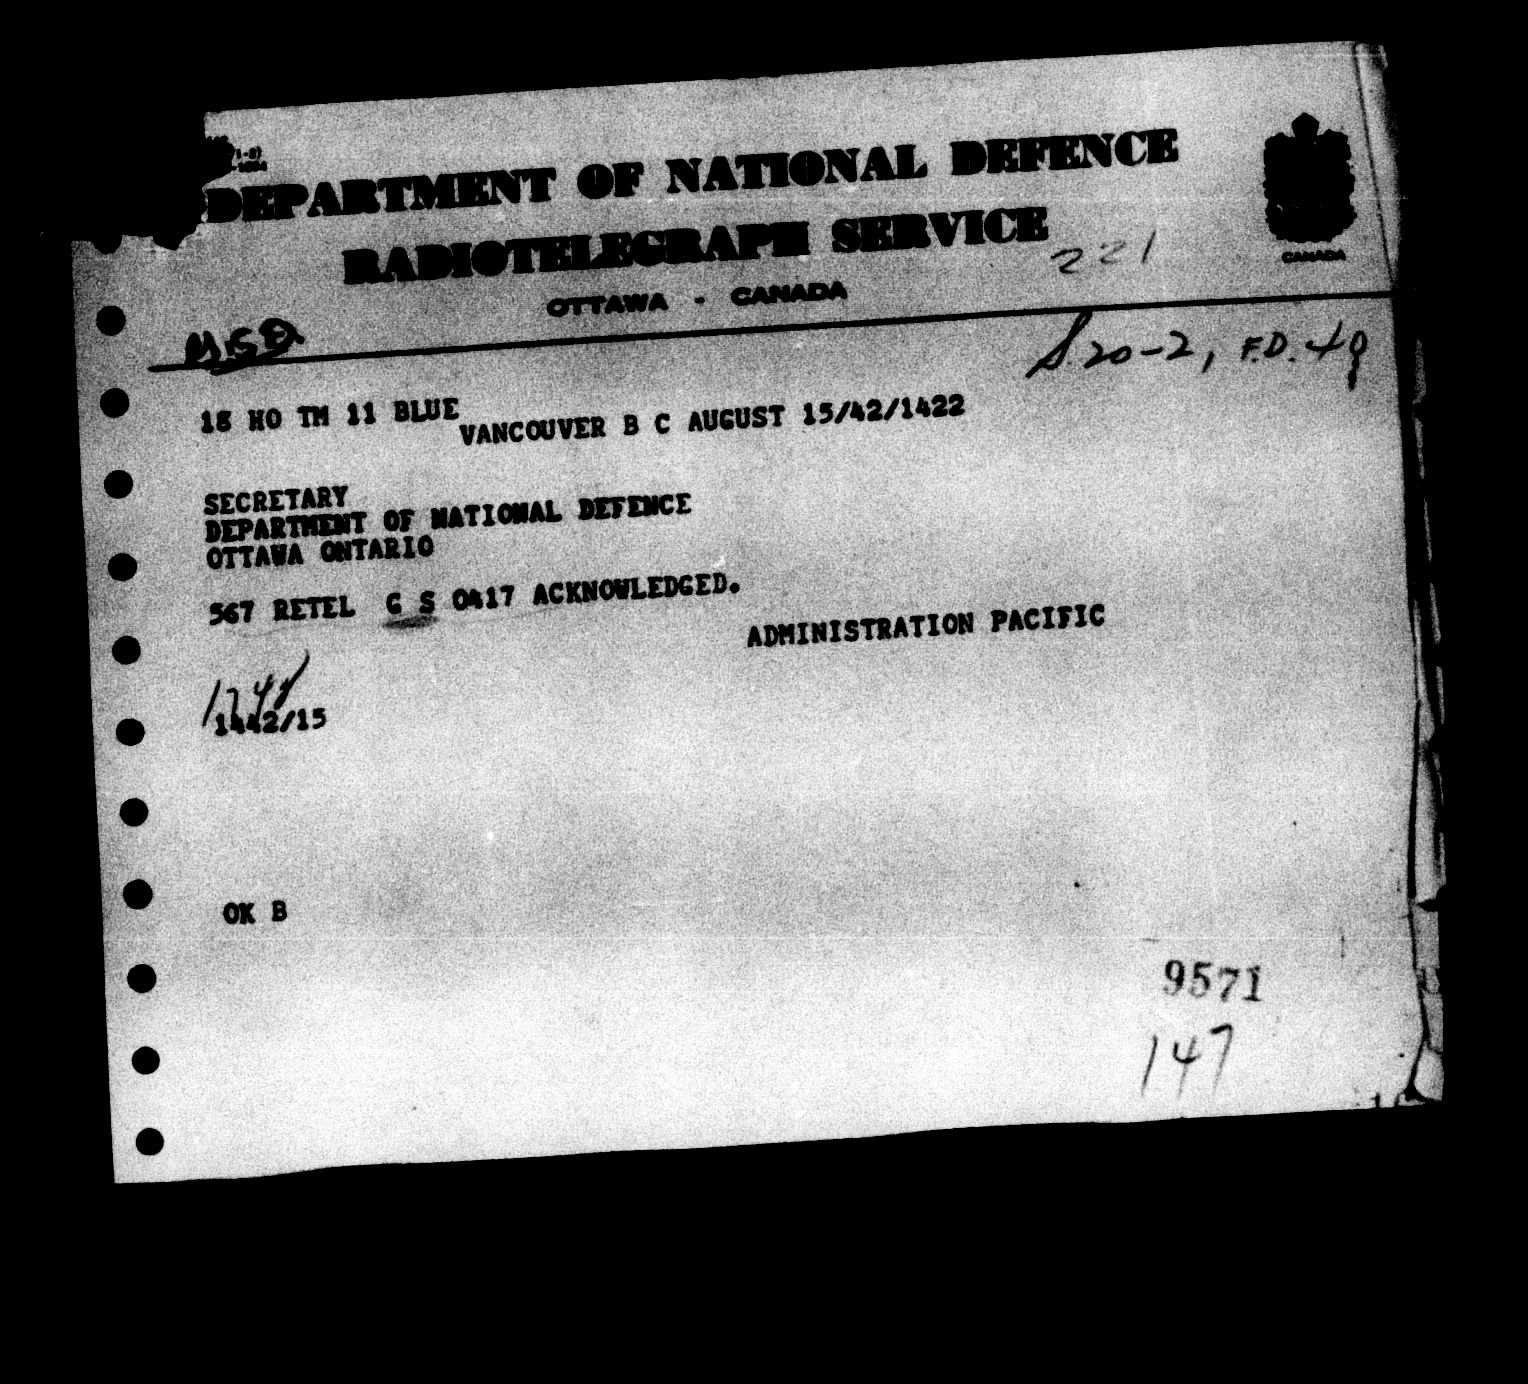 DEPARTMENT OF NATIONAL DEFENCE
RADIOTELEGRAPH SERVICE
OTTAWA - CANADA
CANADA
221
S. 20-2, F.D. 49
18 HO TM 11 BLUE
VANCOUVER B C AUGUST 15/42/1422
SECRETARY
DEPARTMENT OF NATIONAL DEFENCE
OTTAWA ONTARIO
567 RETEL G S 0417 ACKNOWLEDGED.
ADMINISTRATION PACIFIC
1442/15
OK B
9571
147